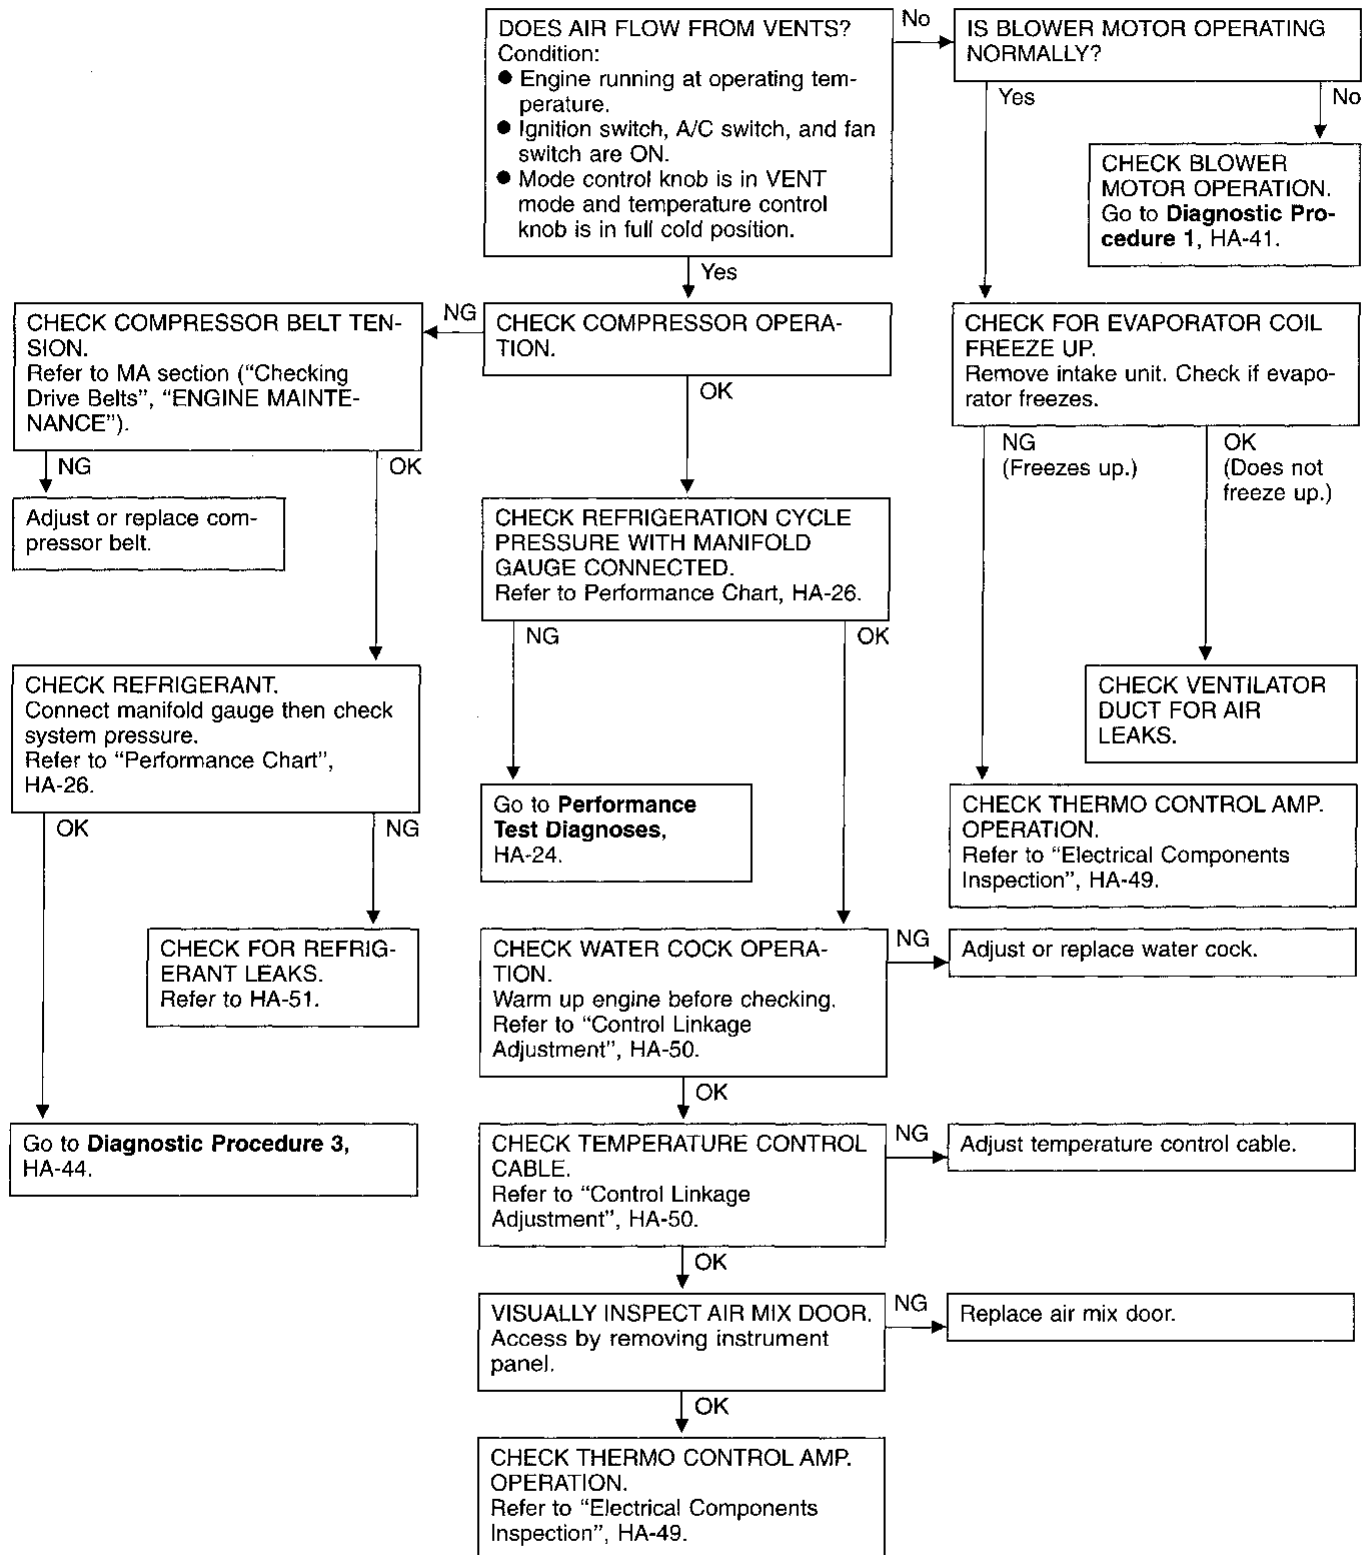 DOES AIR FLOW FROM VENTS?
Condition:
● Engine running at operating tem-
perature.
● Ignition switch, A/C switch, and fan
switch are ON.
● Mode control knob is in VENT
mode and temperature control
knob is in full cold position.
No
IS BLOWER MOTOR OPERATING
NORMALLY?
Yes
No
CHECK BLOWER
MOTOR OPERATION.
Go to Diagnostic Pro-
cedure 1, HA-41.
Yes
CHECK COMPRESSOR BELT TEN-
SION.
Refer to MA section ("Checking
Drive Belts", "ENGINE MAINTE-
NANCE").
NG
CHECK COMPRESSOR OPERA-
TION.
CHECK FOR EVAPORATOR COIL
FREEZE UP.
Remove intake unit. Check if evapo-
rator freezes.
OK
NG
OK
NG
(Freezes up.)
OK
(Does not
freeze up.)
Adjust or replace com-
pressor belt.
CHECK REFRIGERATION CYCLE
PRESSURE WITH MANIFOLD
GAUGE CONNECTED.
Refer to Performance Chart, HA-26.
NG
OK
CHECK REFRIGERANT.
Connect manifold gauge then check
system pressure.
Refer to "Performance Chart",
HA-26.
CHECK VENTILATOR
DUCT FOR AIR
LEAKS.
OK
NG
Go to Performance
Test Diagnoses,
HA-24.
CHECK THERMO CONTROL AMP.
OPERATION.
Refer to "Electrical Components
Inspection", HA-49.
CHECK FOR REFRIG-
ERANT LEAKS.
Refer to HA-51.
CHECK WATER COCK OPERA-
TION.
Warm up engine before checking.
Refer to "Control Linkage
Adjustment", HA-50.
NG
Adjust or replace water cock.
OK
Go to Diagnostic Procedure 3,
HA-44.
CHECK TEMPERATURE CONTROL
CABLE.
Refer to "Control Linkage
Adjustment", HA-50.
NG
Adjust temperature control cable.
OK
VISUALLY INSPECT AIR MIX DOOR.
Access by removing instrument
panel.
NG
Replace air mix door.
OK
CHECK THERMO CONTROL AMP.
OPERATION.
Refer to "Electrical Components
Inspection", HA-49.